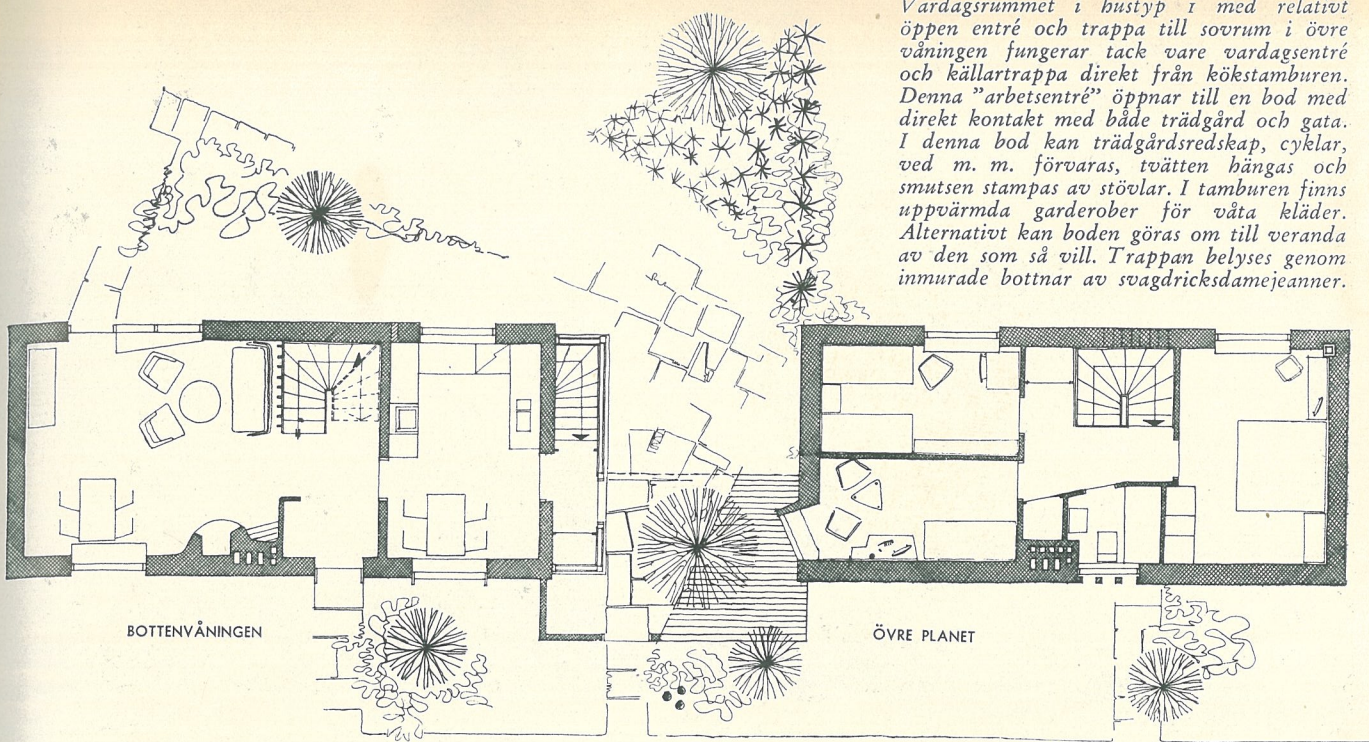 Vardagsrummet i hustyp 1 med relativt
öppen entré och trappa till sovrum i övre
våningen fungerar tack vare vardagsentré
och källartrappa direkt från kökstamburen.
Denna ”arbetsentré” öppnar till en bod med
direkt kontakt med både trädgård och gata.
I denna bod kan trädgårdsredskap, cyklar,
ved m. m. förvaras, tvätten hängas och
smutsen stampas av stövlar. I tamburen finns
uppvärmda garderober för våta kläder.
Alternativt kan boden göras om till veranda
av den som så vill. Trappan belyses genom
inmurade bottnar av svagdricksdamejeanner.
BOTTENVÅNINGEN
ÖVRE PLANET